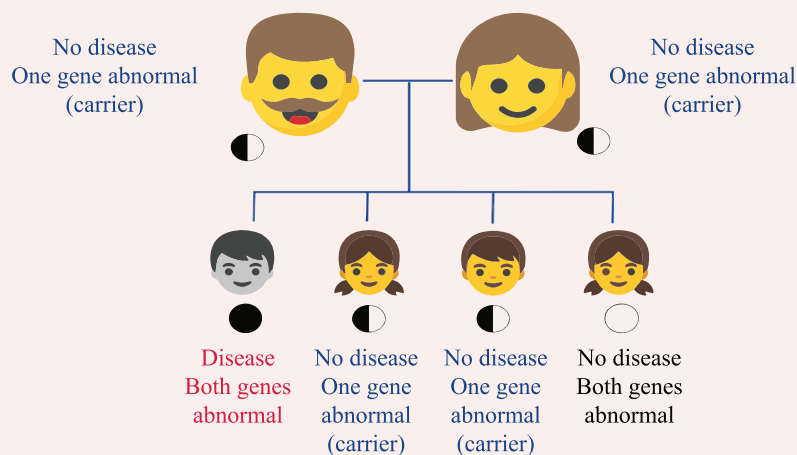 No disease
One gene abnormal
(carrier)
No disease
One gene abnormal
(carrier)
Disease
Both genes
abnormal
No disease
One gene
abnormal
(carrier)
No disease
One gene
abnormal
(carrier)
No disease
Both genes
abnormal